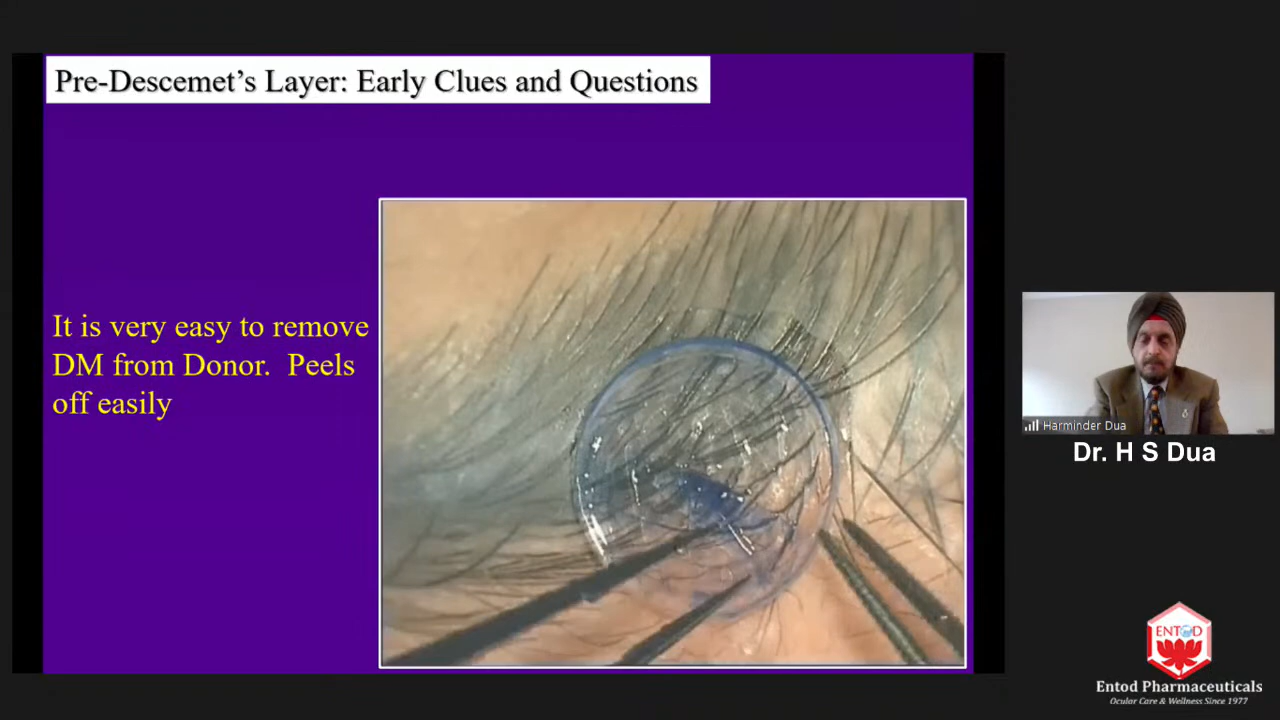 Pre-Descemet's Layer: Early Clues and Questions
It is very easy to remove
DM from Donor.  Peels
off easily
Harminder Dua
Dr. H S Dua
ENTOD
Entod Pharmaceuticals
Ocular Care & Wellness Since 1977